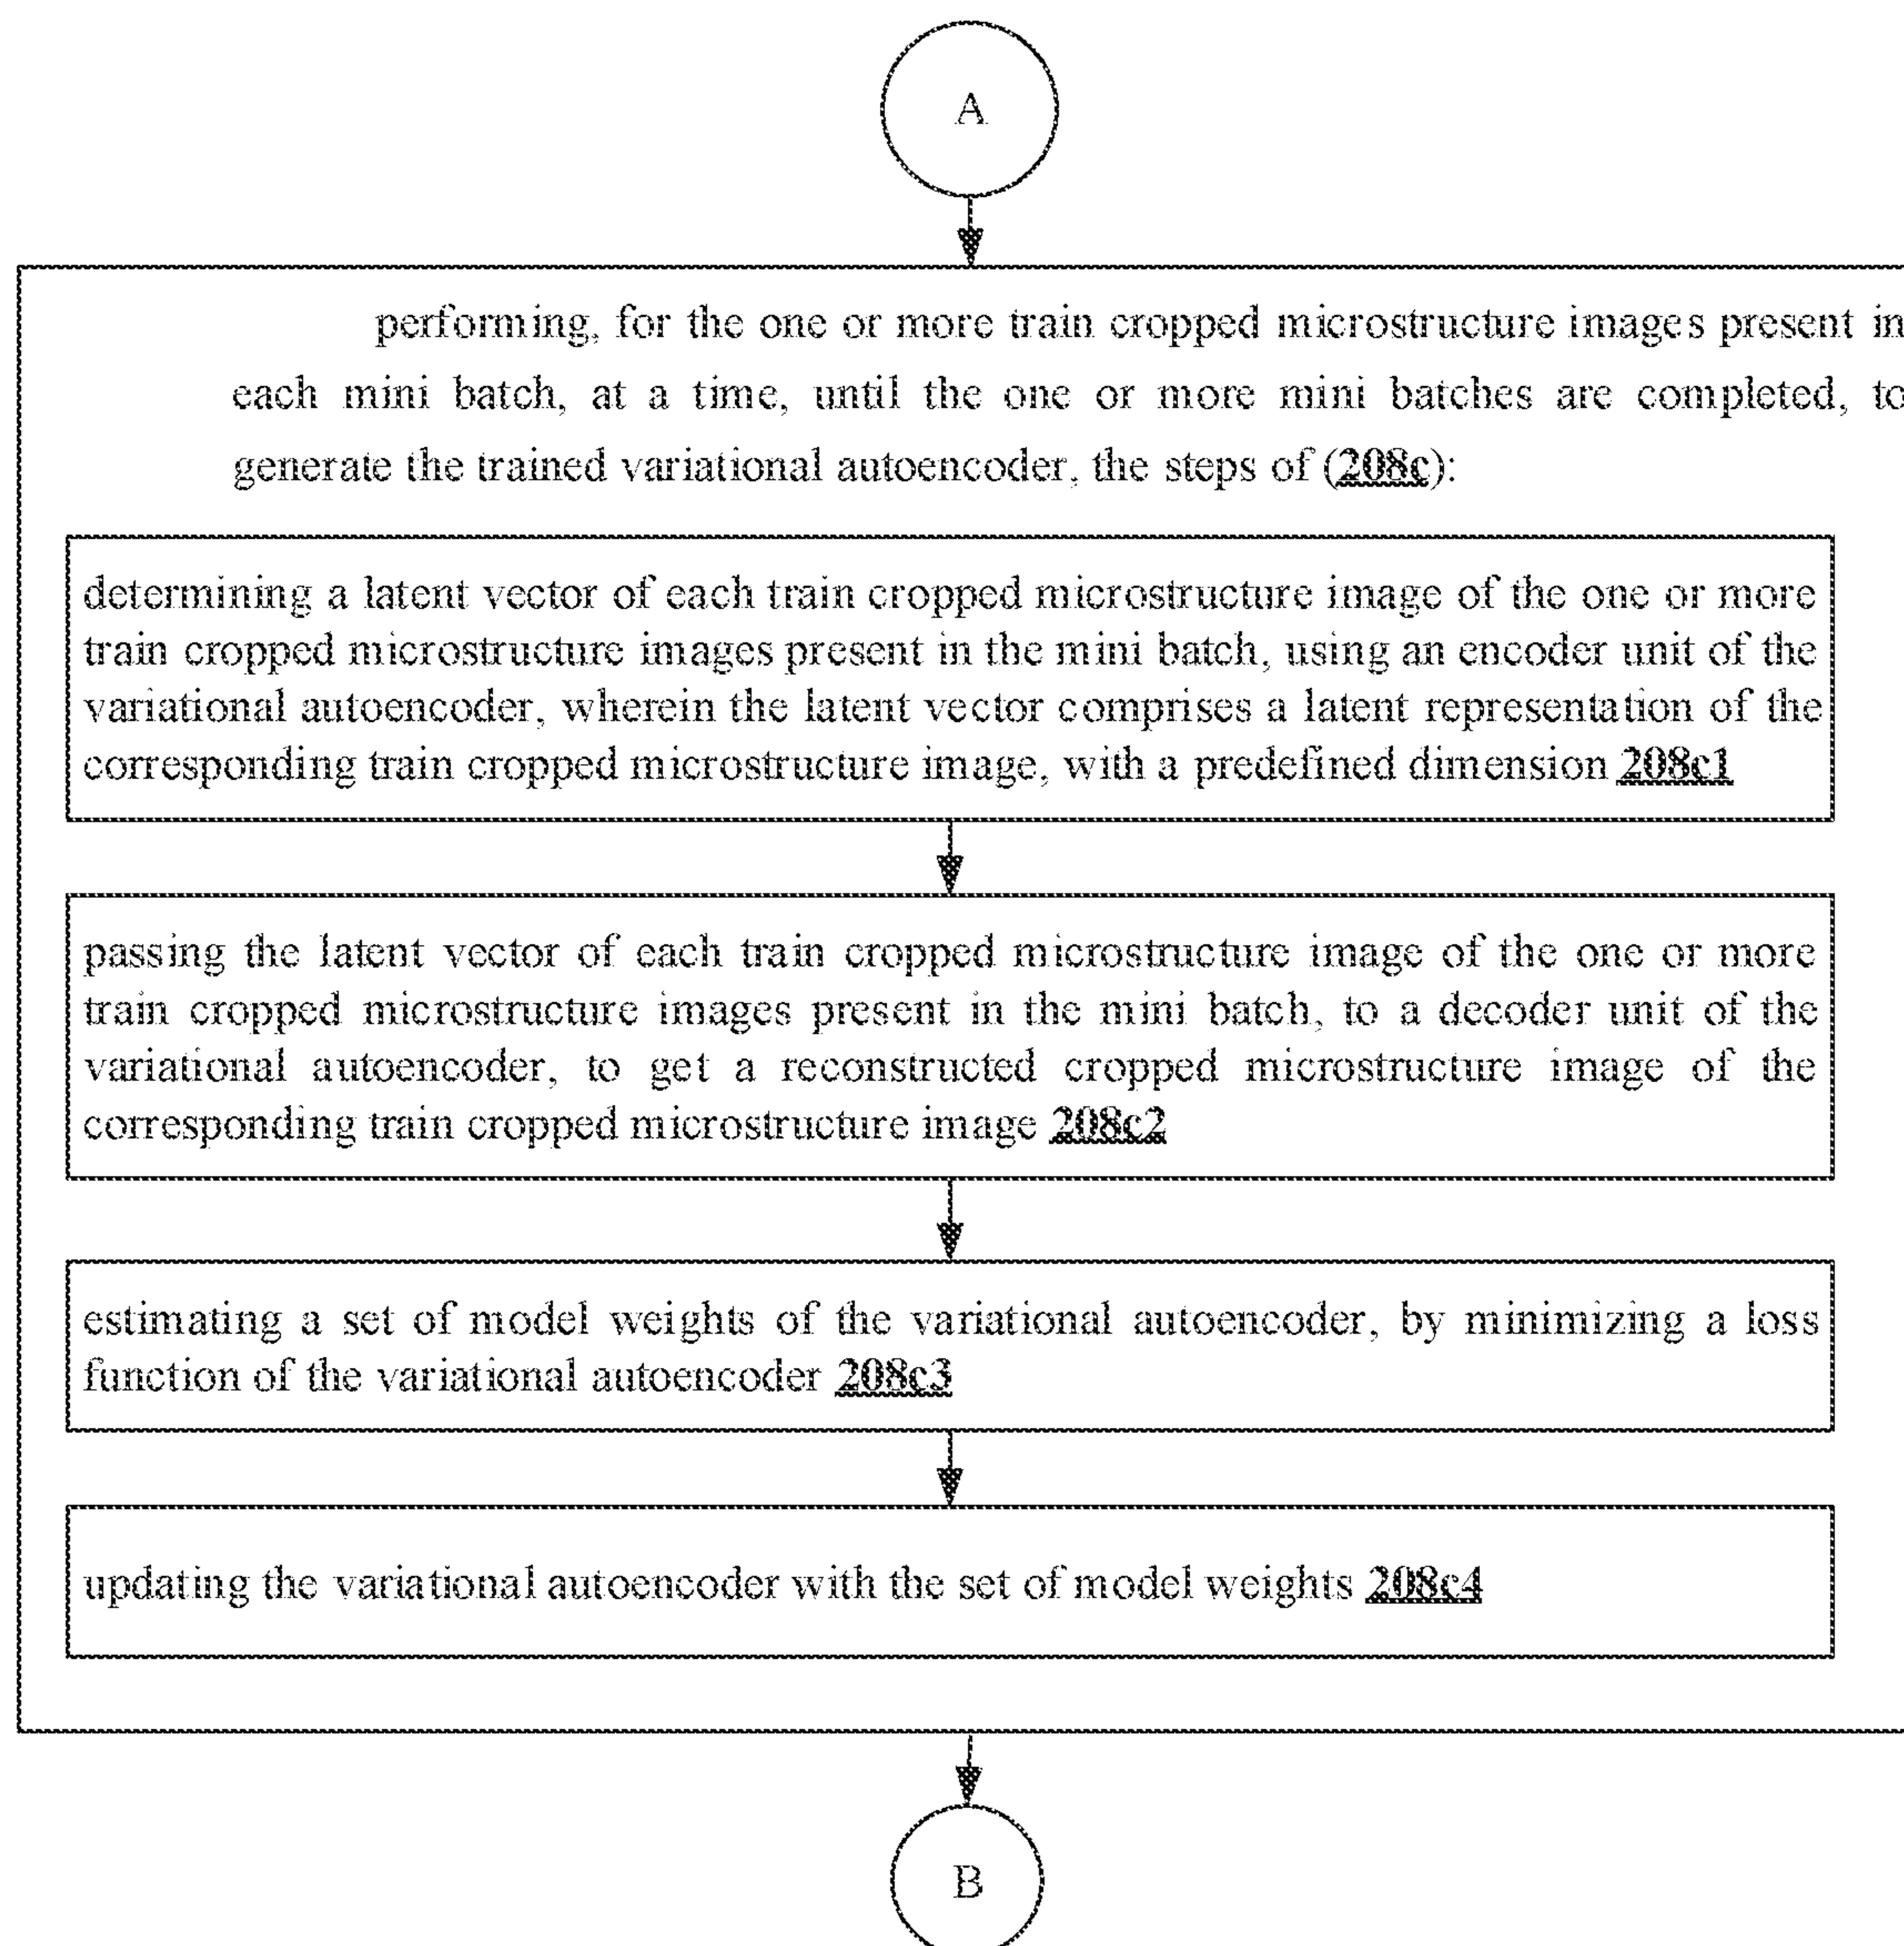 A
performing, for the one or more train cropped microstructure images present in
each mini batch, at a time, until the one or more mini batches are completed, to
generate the trained variational autoencoder, the steps of (208c):
determining a latent vector of each train cropped microstructure image of the one or more
train cropped microstructure images present in the mini batch, using an encoder unit of the
variational autoencoder, wherein the latent vector comprises a latent representation of the
corresponding train cropped microstructure image, with a predefined dimension 208c1
passing the latent vector of each train cropped microstructure image of the one or more
train cropped microstructure images present in the mini batch, to a decoder unit of the
variational autoencoder, to get a reconstructed cropped microstructure image of the
corresponding train cropped microstructure image 208c2
estimating a set of model weights of the variational autoencoder, by minimizing a loss
function of the variational autoencoder 208c3
updating the variational autoencoder with the set of model weights 208c4
B